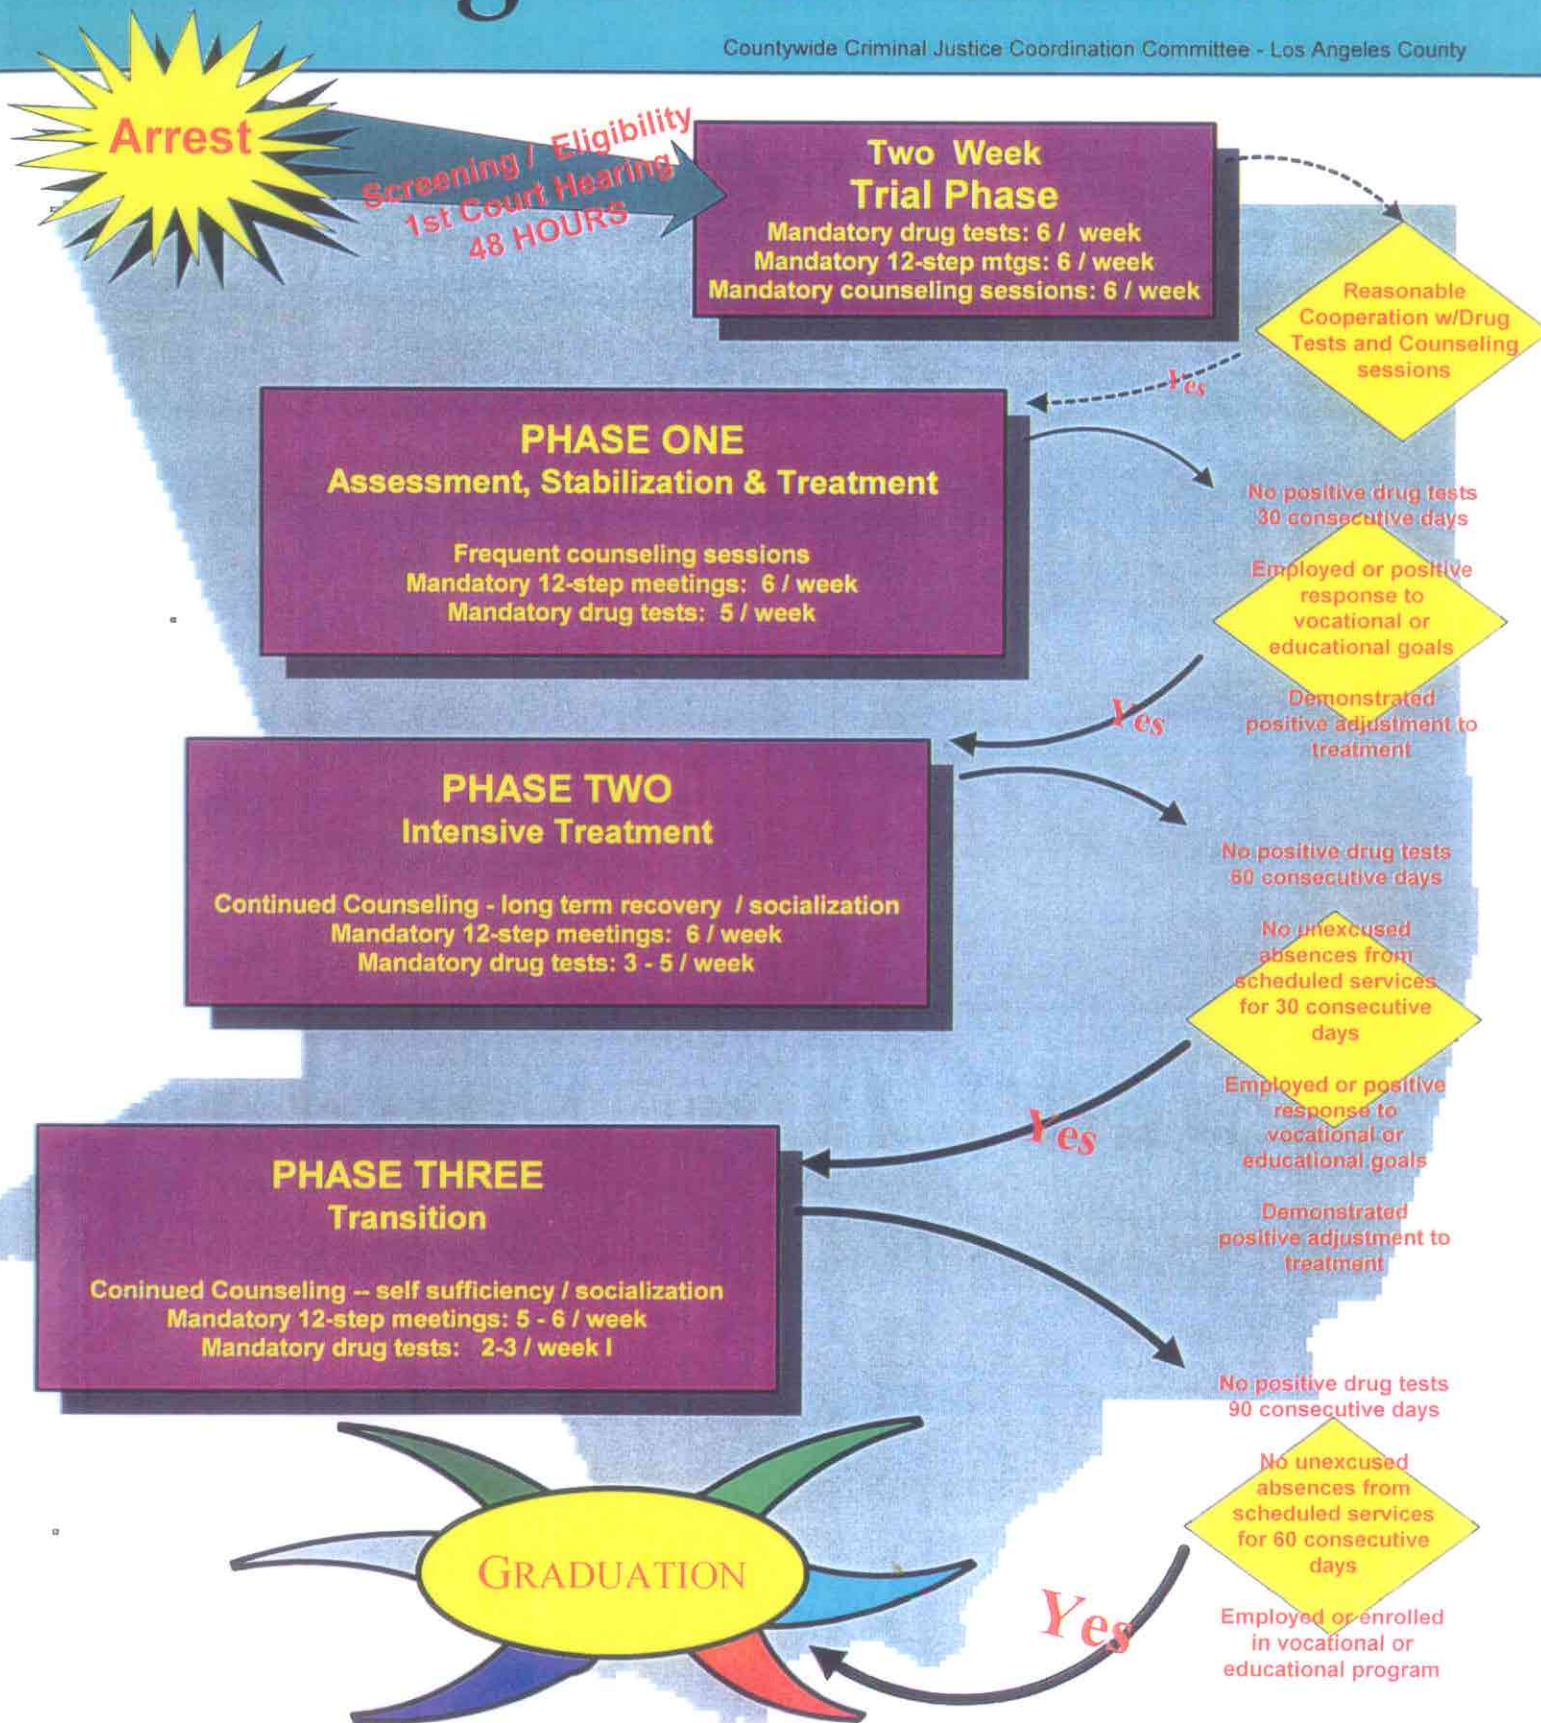 Countywide Criminal Justice Coordination Committee - Los Angeles County
Arrest
Screening / Eligibility
1st Court Hearing
48 HOURS
Two Week
Trial Phase
Mandatory drug tests: 6 / week
Mandatory 12-step mtgs: 6 / week
Mandatory counseling sessions: 6 / week
Reasonable
Cooperation w/Drug
Tests and Counseling
sessions
Yes
PHASE ONE
Assessment, Stabilization & Treatment
Frequent counseling sessions
Mandatory 12-step meetings: 6 / week
Mandatory drug tests: 5 / week
No positive drug tests
30 consecutive days
Employed or positive
response to
vocational or
educational goals
Demonstrated
positive adjustment to
treatment
Yes
PHASE TWO
Intensive Treatment
Continued Counseling - long term recovery / socialization
Mandatory 12-step meetings: 6 / week
Mandatory drug tests: 3 - 5 / week
No positive drug tests
60 consecutive days
No unexcused
absences from
scheduled services
for 30 consecutive
days
Employed or positive
response to
vocational or
educational goals
Demonstrated
positive adjustment to
treatment
Yes
PHASE THREE
Transition
Coninued Counseling -- self sufficiency / socialization
Mandatory 12-step meetings: 5 - 6 / week
Mandatory drug tests: 2-3 / week I
No positive drug tests
90 consecutive days
No unexcused
absences from
scheduled services
for 60 consecutive
days
Employed or enrolled
in vocational or
educational program
Yes
GRADUATION